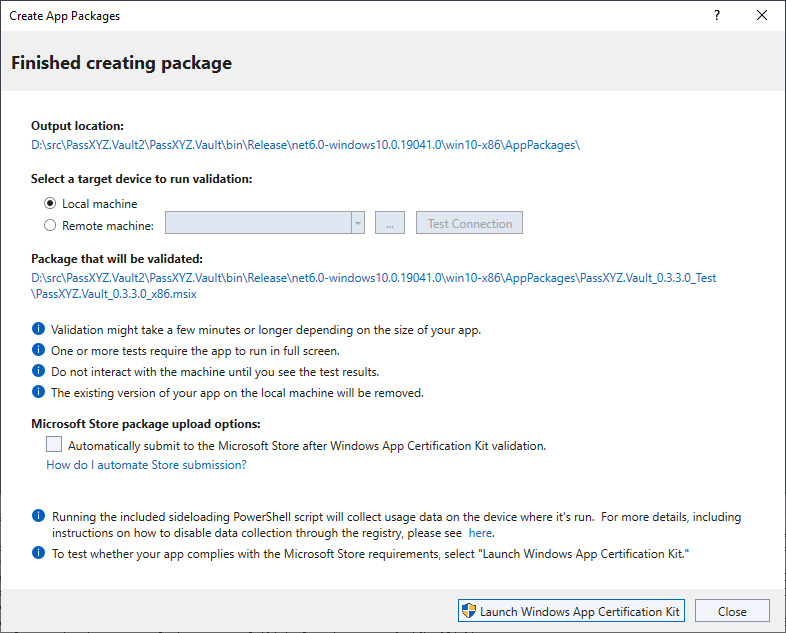 Create App Packages
?
Finished creating package
Output location:
D:\src\PassXYZ.Vault2\PassXYZ.Vault\bin\Release\net6.0-windows10.0.19041.0\win10-x86\AppPackages\
Select a target device to run validation:
Local machine
Remote machine:
...
Test Connection
Package that will be validated:
D:\src\PassXYZ.Vault2\PassXYZ.Vault\bin\Release\net6.0-windows10.0.19041.0\win10-x86\AppPackages\PassXYZ.Vault_0.3.3.0_Test
\PassXYZ.Vault_0.3.3.0_x86.msix
Validation might take a few minutes or longer depending on the size of your app.
One or more tests require the app to run in full screen.
Do not interact with the machine until you see the test results.
The existing version of your app on the local machine will be removed.
Microsoft Store package upload options:
Automatically submit to the Microsoft Store after Windows App Certification Kit validation.
How do I automate Store submission?
Running the included sideloading PowerShell script will collect usage data on the device where it's run.  For more details, including
instructions on how to disable data collection through the registry, please see  here.
To test whether your app complies with the Microsoft Store requirements, select "Launch Windows App Certification Kit."
Launch Windows App Certification Kit
Close